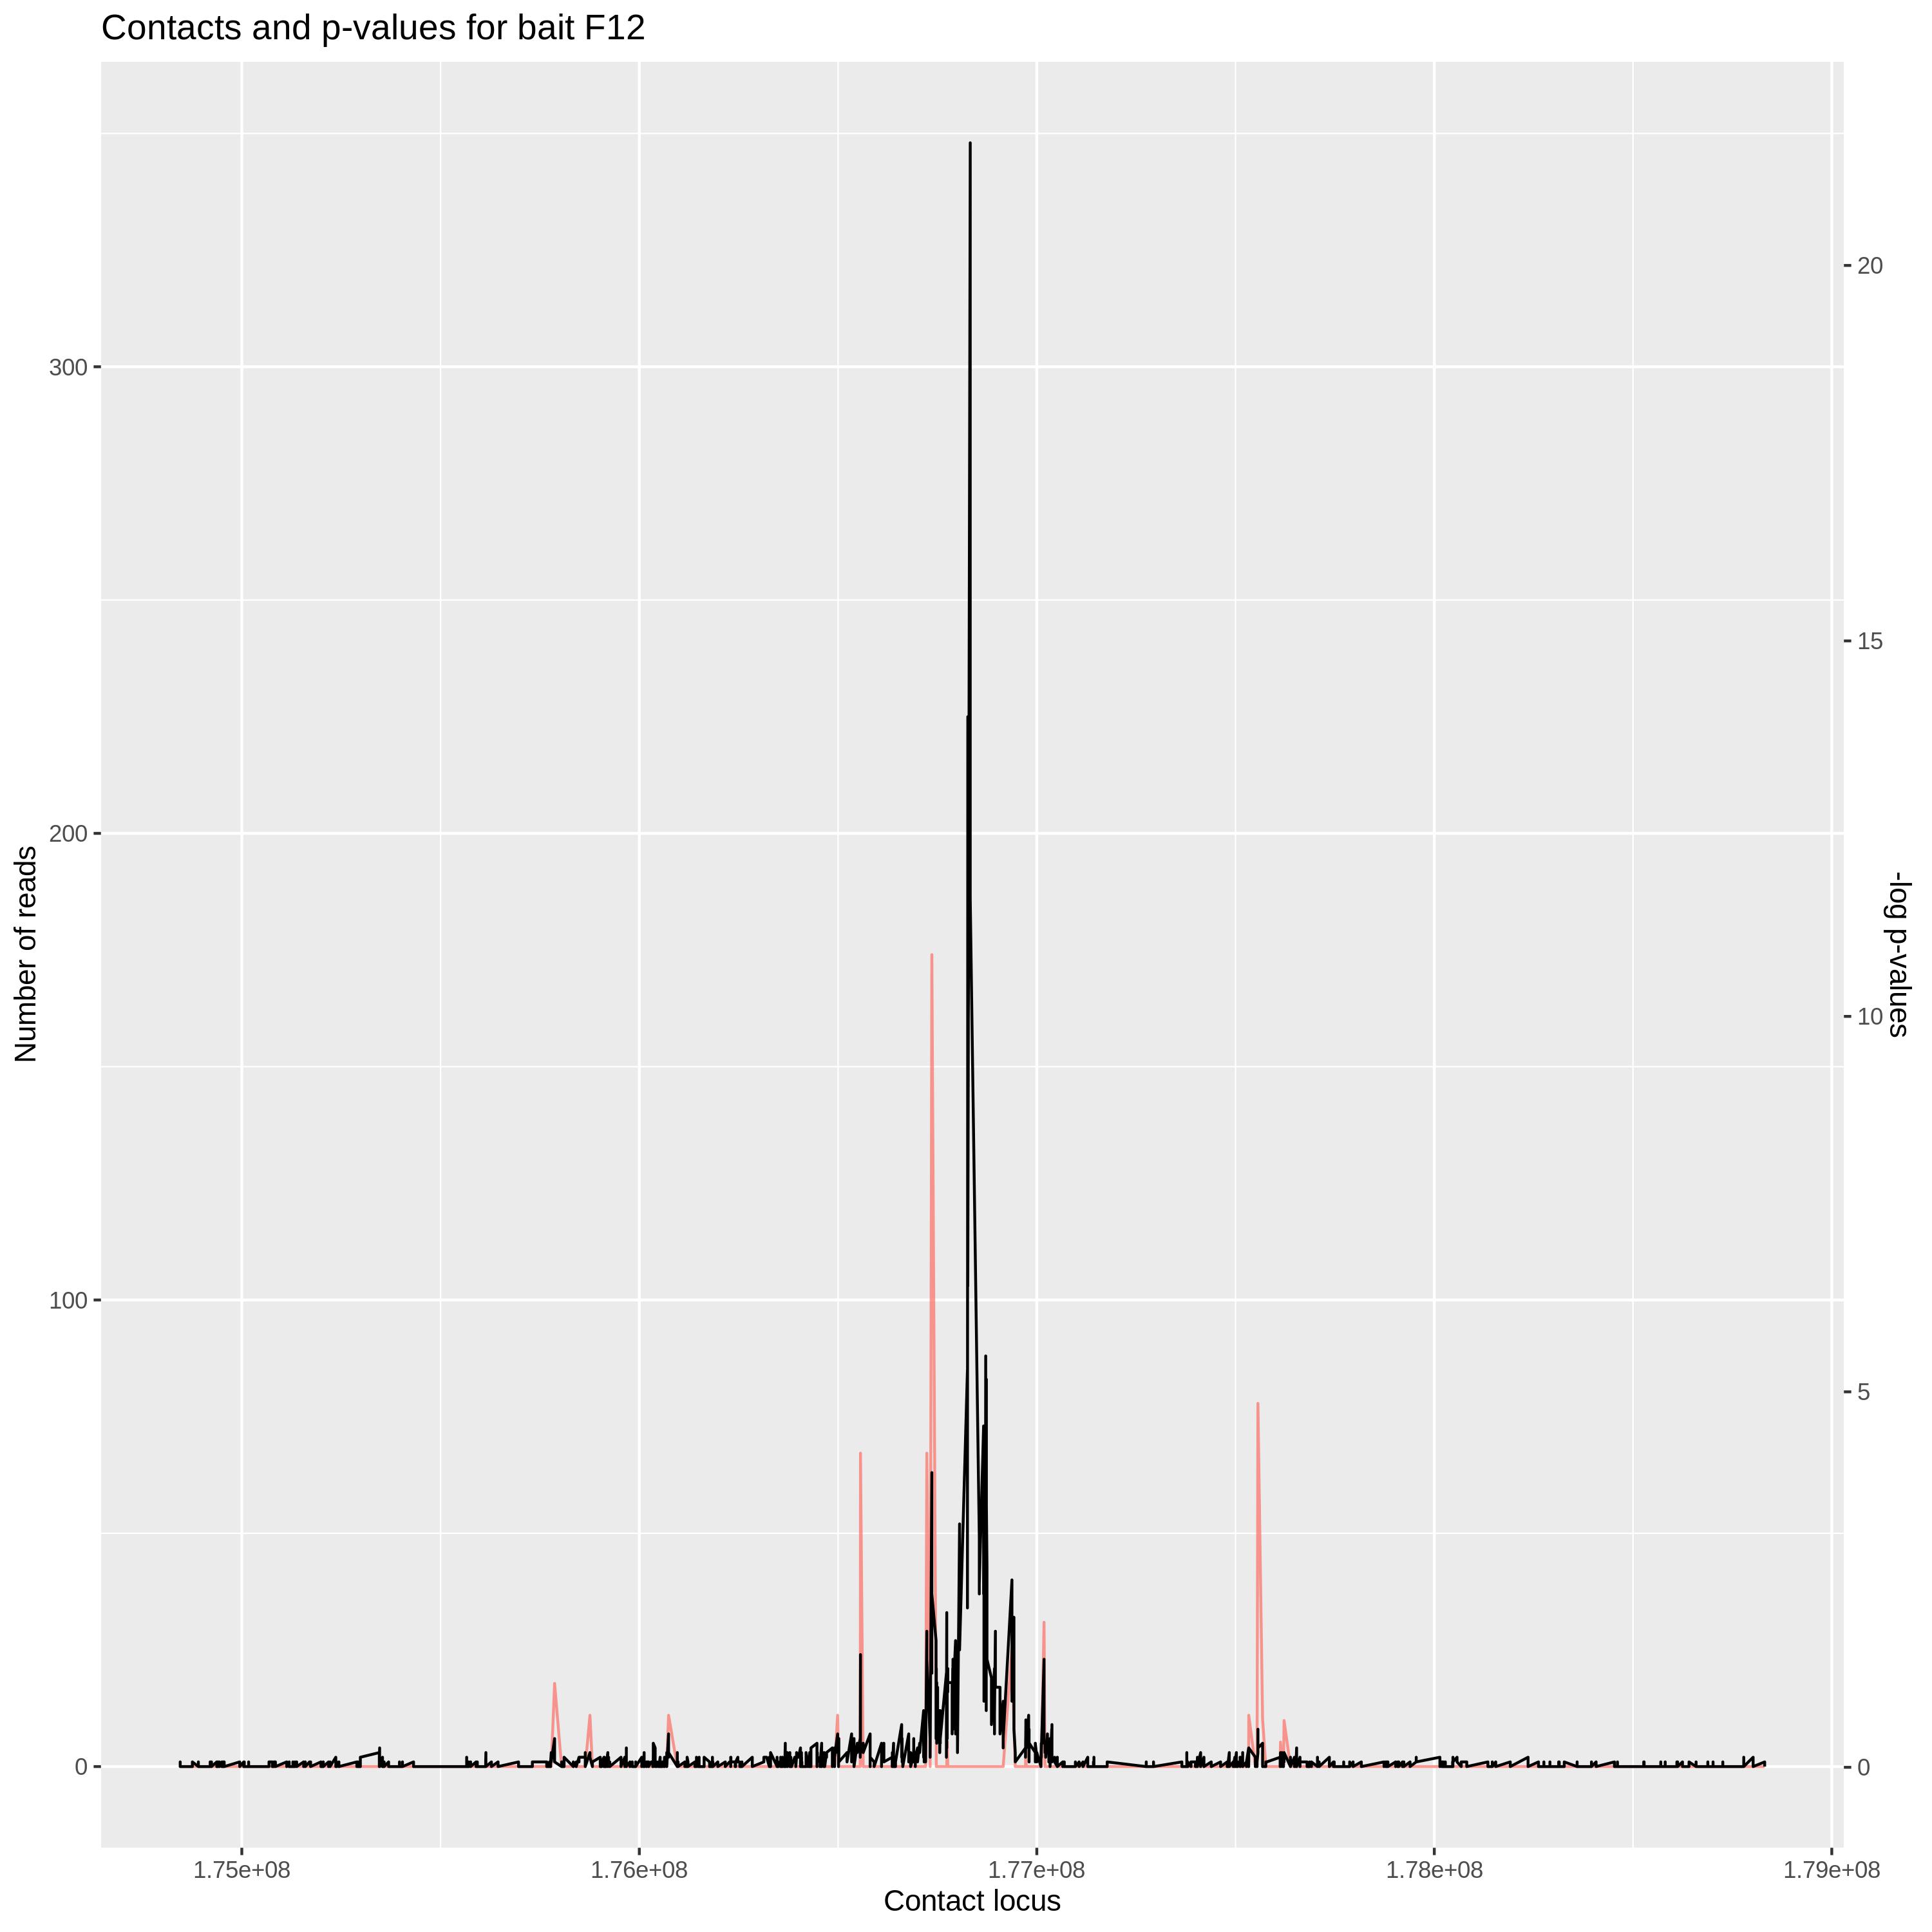 Contacts and p-values for bait F12
300
200
100
0
Number of reads
20
15
10
5
0
-log p-values
1.75e+08 1.76e+08 1.77e+08 1.78e+08 1.79e+08
Contact locus